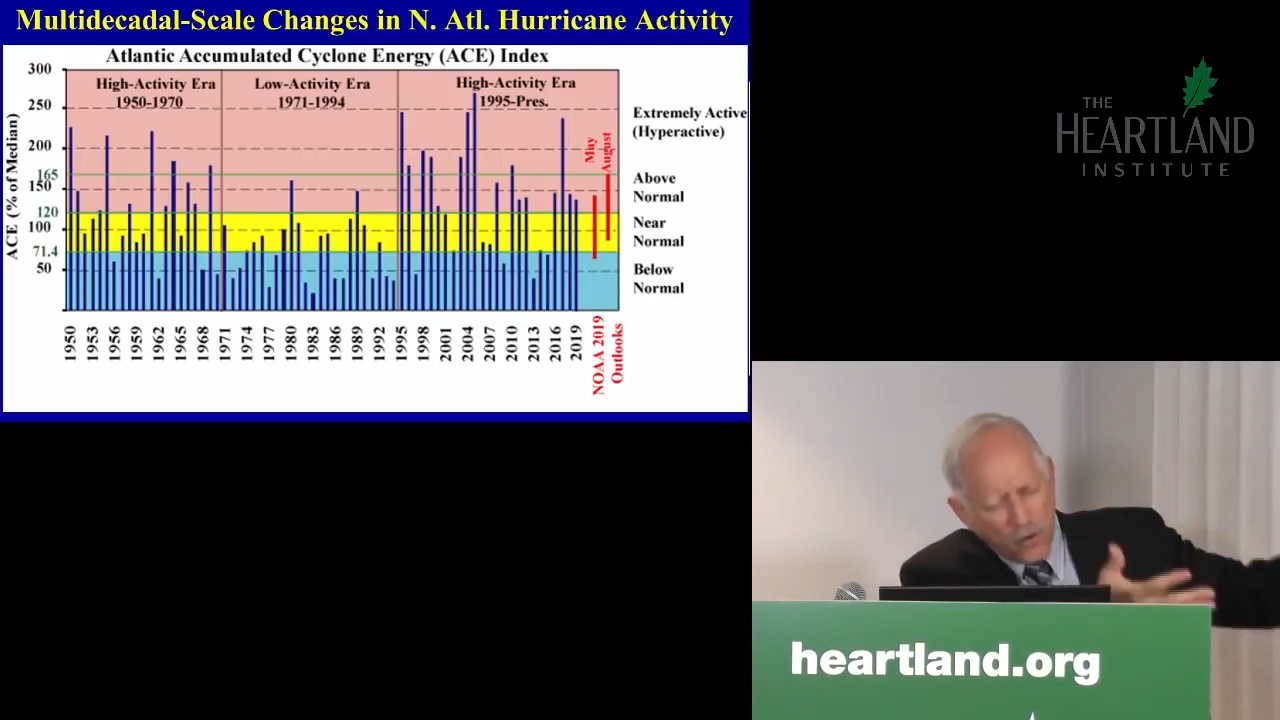 Multidecadal-Scale Changes in N. Atl. Hurricane Activity
Atlantic Accumulated Cyclone Energy (ACE) Index
ACE (% of Median)
300
250
200
165
150
120
100
71.4
50
High-Activity Era
1950-1970
Low-Activity Era
1971-1994
High-Activity Era
1995-Pres.
May
August
Extremely Active
(Hyperactive)
Above
Normal
Near
Normal
Below
Normal
1950
1953
1956
1959
1962
1965
1968
1971
1974
1977
1980
1983
1986
1989
1992
1995
1998
2001
2004
2007
2010
2013
2016
2019
NOAA 2019
Outlooks
THE
HEARTLAND
INSTITUTE
heartland.org